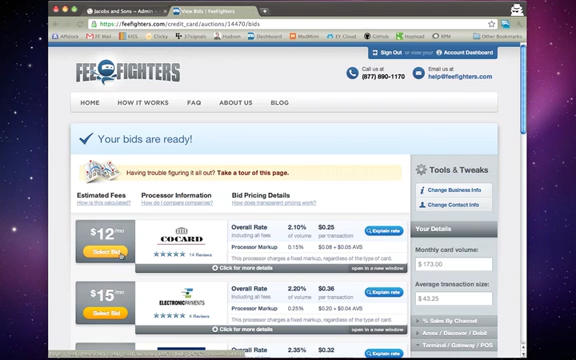 Jacobs and Sons – Admin
View Bids | FeeFighters
https://feefighters.com/credit_card/auctions/14470/bids
Apps
FF Mail
KISS
Clicky
37signals
Hudson
Dashboard
MadMimi
EY Cloud
GitHub
Hoptoad
RPM
Other Bookmarks
Sign Out or view your Account Dashboard
FEE FIGHTERS
Call us at
(877) 890-1170
Email us at
help@feefighters.com
HOME HOW IT WORKS FAQ ABOUT US BLOG
Your bids are ready!
Having trouble figuring it all out? Take a tour of this page.
Estimated Fees
How is this calculated?
Processor Information
How do I compare companies?
Bid Pricing Details
How does transparent pricing work?
$12/mo
Select Bid
COCARD
14 Reviews
Overall Rate 2.10% $0.25
Including all fees of volume per transaction
Processor Markup 0.15% $0.08 + $0.05 AVS
This processor charges a fixed markup, regardless of the type of card.
Explain rate
Click for more details
open in a new window
$15/mo
Select Bid
ELECTRONICPAYMENTS
4 Reviews
Overall Rate 2.20% $0.36
Including all fees of volume per transaction
Processor Markup 0.25% $0.20 + $0.04 AVS
This processor charges a fixed markup, regardless of the type of card.
Explain rate
Click for more details
open in a new window
Overall Rate 2.35% $0.32
Explain rate
Tools & Tweaks
Change Business Info
Change Contact Info
Your Details
Monthly card volume:
$ 173.00
Average transaction size:
$ 43.25
% Sales By Channel
Amex / Discover / Debit
Terminal / Gateway / POS